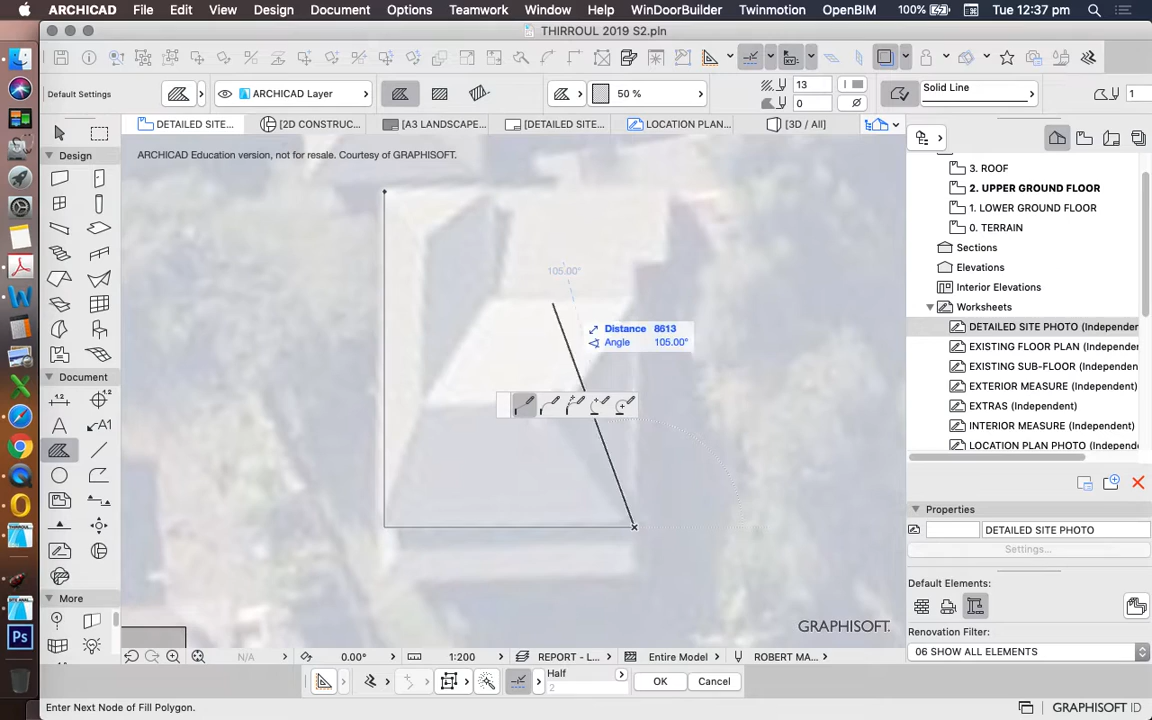 ARCHICAD File Edit View Design Document Options Teamwork Window Help WinDoorBuilder Twinmotion OpenBIM 100% Tue 12:37 pm
THIRROUL 2019 S2.pln
Default Settings
ARCHICAD Layer
50 %
13
0
Solid Line
1
DETAILED SITE...
[2D CONSTRUC...
[A3 LANDSCAPE...
[DETAILED SITE...
LOCATION PLAN...
[3D / All]
ARCHICAD Education version, not for resale. Courtesy of GRAPHISOFT.
Design
Document
More
105.00°
Distance 8613
Angle 105.00°
GRAPHISOFT.
3. ROOF
2. UPPER GROUND FLOOR
1. LOWER GROUND FLOOR
0. TERRAIN
Sections
Elevations
Interior Elevations
Worksheets
DETAILED SITE PHOTO (Independer
EXISTING FLOOR PLAN (Independer
EXISTING SUB-FLOOR (Independer
EXTERIOR MEASURE (Independent
EXTRAS (Independent)
INTERIOR MEASURE (Independent
LOCATION PLAN PHOTO (Independ
Properties
DETAILED SITE PHOTO
Settings...
Default Elements:
Renovation Filter:
06 SHOW ALL ELEMENTS
N/A
0.00°
1:200
REPORT - L...
Entire Model
ROBERT MA...
Half
2
OK
Cancel
Enter Next Node of Fill Polygon.
GRAPHISOFT ID
Ps